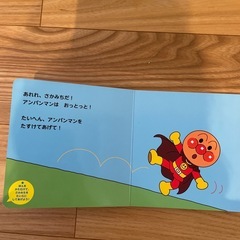 あれれ、さかみちだ！
アンパンマンは おっとっと！
たいへん、アンパンマンを
たすけてあげて！